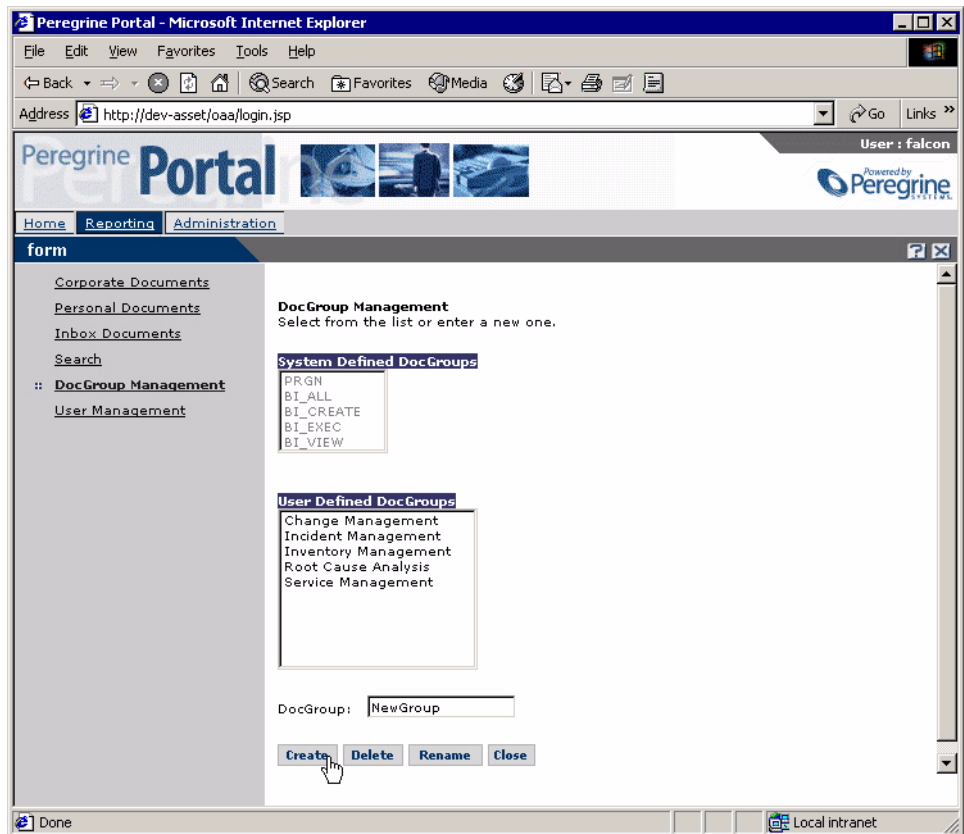 Peregrine Portal - Microsoft Internet Explorer
File Edit View Favorites Tools Help
Back Search Favorites Media
Address http://dev-asset/oaa/login.jsp Go Links »
Peregrine Portal
User : falcon
Powered by
Peregrine
SYSTEMS
Home Reporting Administration
form
Corporate Documents
Personal Documents
Inbox Documents
Search
DocGroup Management
User Management
DocGroup Management
Select from the list or enter a new one.
System Defined DocGroups
PRGN
BI_ALL
BI_CREATE
BI_EXEC
BI_VIEW
User Defined DocGroups
Change Management
Incident Management
Inventory Management
Root Cause Analysis
Service Management
DocGroup: NewGroup
Create Delete Rename Close
Done Local intranet